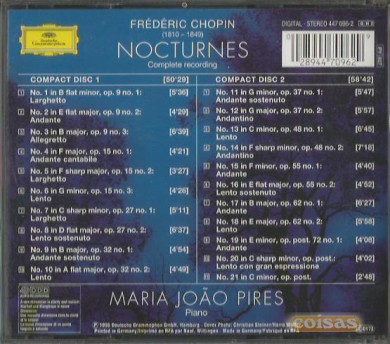 Deutsche
Grammophon
FRÉDÉRIC CHOPIN
(1810 – 1849)
NOCTURNES
Complete recording
DIGITAL · STEREO 447 096-2
28944 70962
COMPACT DISC 1 [50'29]
No. 1 in B flat minor, op. 9 no. 1: [5'36]
Larghetto
No. 2 in E flat major, op. 9 no. 2: [4'29]
Andante
No. 3 in B major, op. 9 no. 3: [6'39]
Allegretto
No. 4 in F major, op. 15 no. 1: [4'21]
Andante cantabile
No. 5 in F sharp major, op. 15 no. 2: [3'27]
Larghetto
No. 6 in G minor, op. 15 no. 3: [4'26]
Lento
No. 7 in C sharp minor, op. 27 no. 1: [5'11]
Larghetto
No. 8 in D flat major, op. 27 no. 2: [6'37]
Lento sostenuto
No. 9 in B major, op. 32 no. 1: [4'54]
Andante sostenuto
No. 10 in A flat major, op. 32 no. 2: [4'49]
Lento
COMPACT DISC 2 [58'42]
No. 11 in G minor, op. 37 no. 1: [5'47]
Andante sostenuto
No. 12 in G major, op. 37 no. 2: [5'57]
Andantino
No. 13 in C minor, op. 48 no. 1: [6'45]
Lento
No. 14 in F sharp minor, op. 48 no. 2: [7'16]
Andantino
No. 15 in F minor, op. 55 no. 1: [4'40]
Andante
No. 16 in E flat major, op. 55 no. 2: [4'52]
Lento sostenuto
No. 17 in B major, op. 62 no. 1: [6'27]
Andante
No. 18 in E major, op. 62 no. 2: [5'58]
Lento
No. 19 in E minor, op. post. 72 no. 1: [4'08]
Andante
No. 20 in C sharp minor, op. post.: [4'02]
Lento con gran espressione
No. 21 in C minor, op. post. [2'48]
MARIA JOÃO PIRES
Piano
Deutsche Grammophon GmbH, Hamburg
coisas